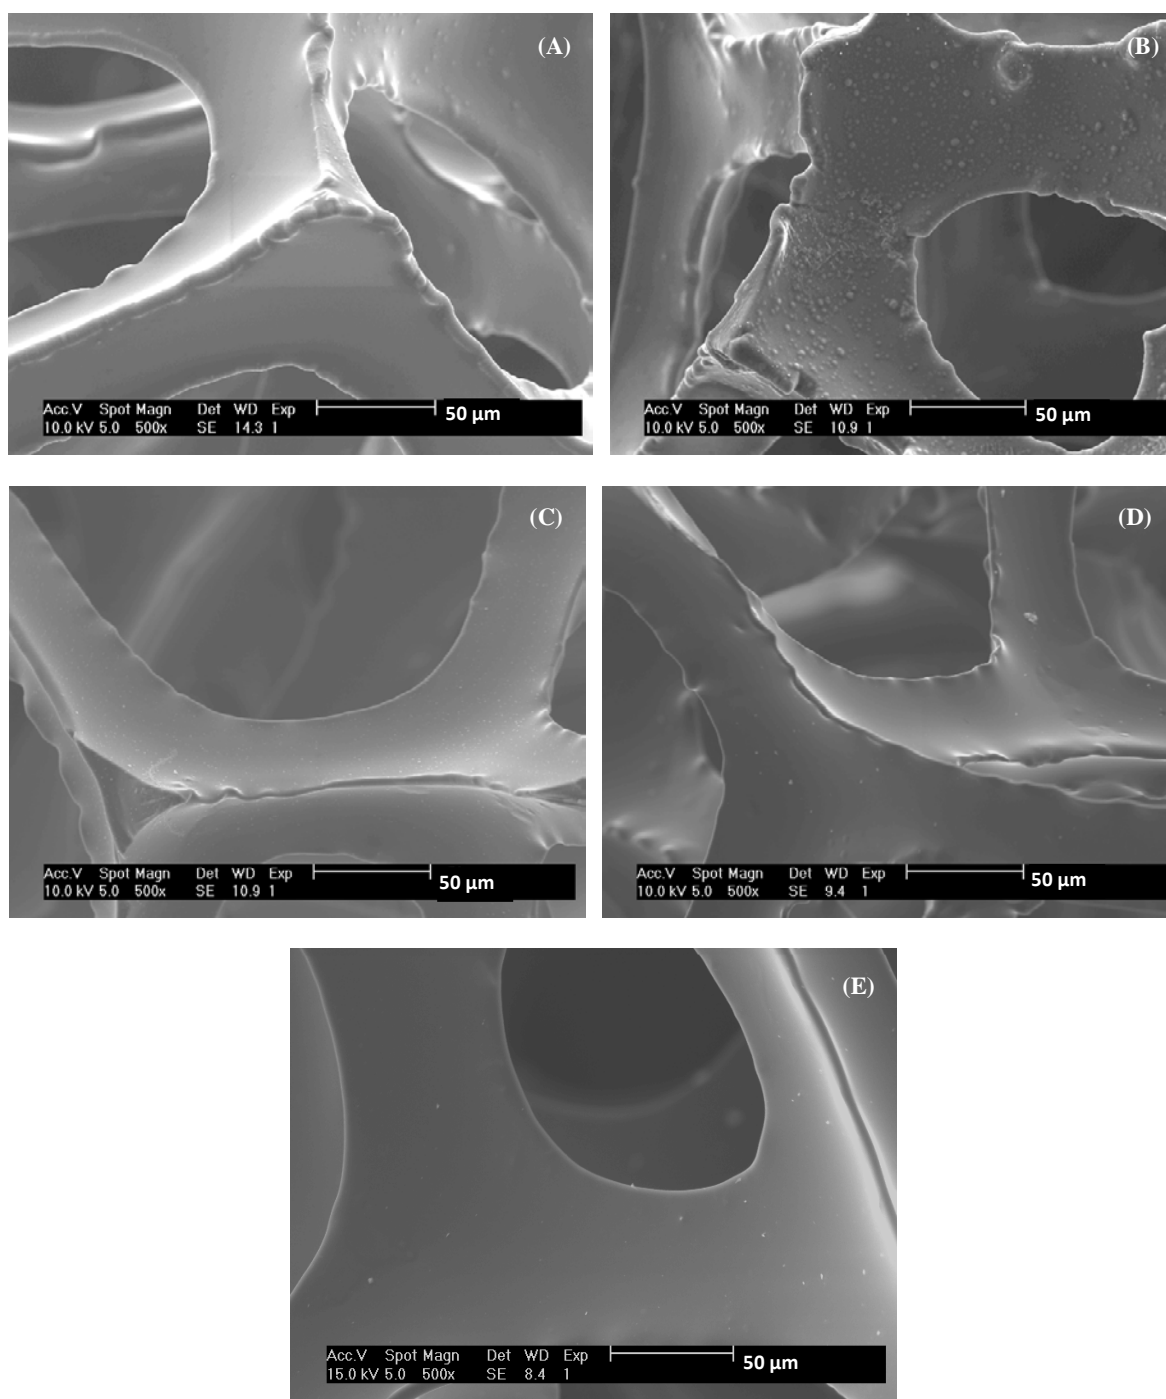 (A)
Acc.V Spot Magn Det WD Exp
10.0 kV 5.0 500x SE 14.3 1
50 µm
(B)
Acc.V Spot Magn Det WD Exp
10.0 kV 5.0 500x SE 10.9 1
50 µm
(C)
Acc.V Spot Magn Det WD Exp
10.0 kV 5.0 500x SE 10.9 1
50 µm
(D)
Acc.V Spot Magn Det WD Exp
10.0 kV 5.0 500x SE 9.4 1
50 µm
(E)
Acc.V Spot Magn Det WD Exp
15.0 kV 5.0 500x SE 8.4 1
50 µm